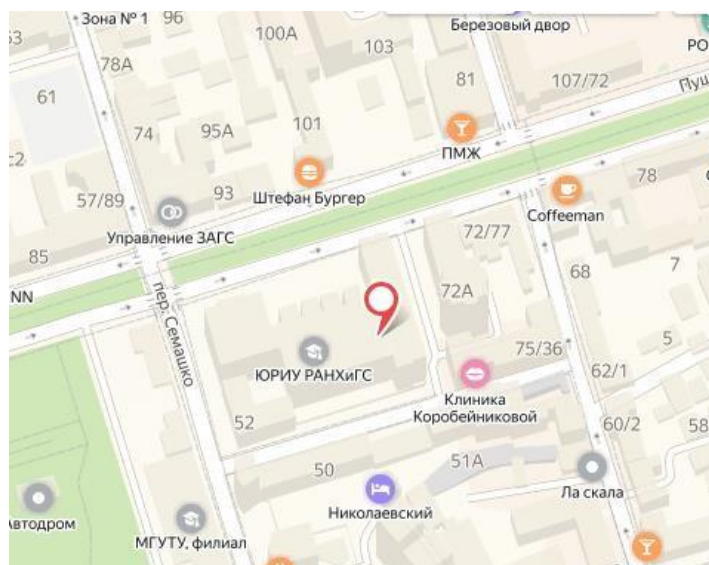 Зона № 1
96
63
100А
103
Березовый двор
РО
78А
61
81
107/72
Пуш
с2
74
95А
101
ПМЖ
57/89
93
Штефан Бургер
78
Coffeeman
Управление ЗАГС
85
72/77
NN
68
7
пер. Семашко
72А
5
75/36
ЮРИУ РАНХиГС
62/1
Клиника
Коробейниковой
52
60/2
58
50
51А
Ла скала
Николаевский
Автодром
МГУТУ, филиал